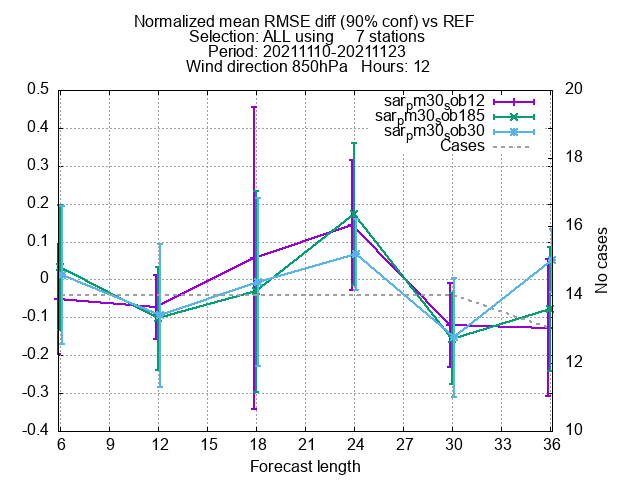 Normalized mean RMSE diff (90% conf) vs REF
Selection: ALL using 7 stations
Period: 20211110-20211123
Wind direction 850hPa Hours: 12
sar_pm30_sob12
sar_pm30_sob185
sar_pm30_sob30
Cases
0.5
0.4
0.3
0.2
0.1
0
-0.1
-0.2
-0.3
-0.4
20
18
16
14
12
10
No cases
6 9 12 15 18 21 24 27 30 33 36
Forecast length